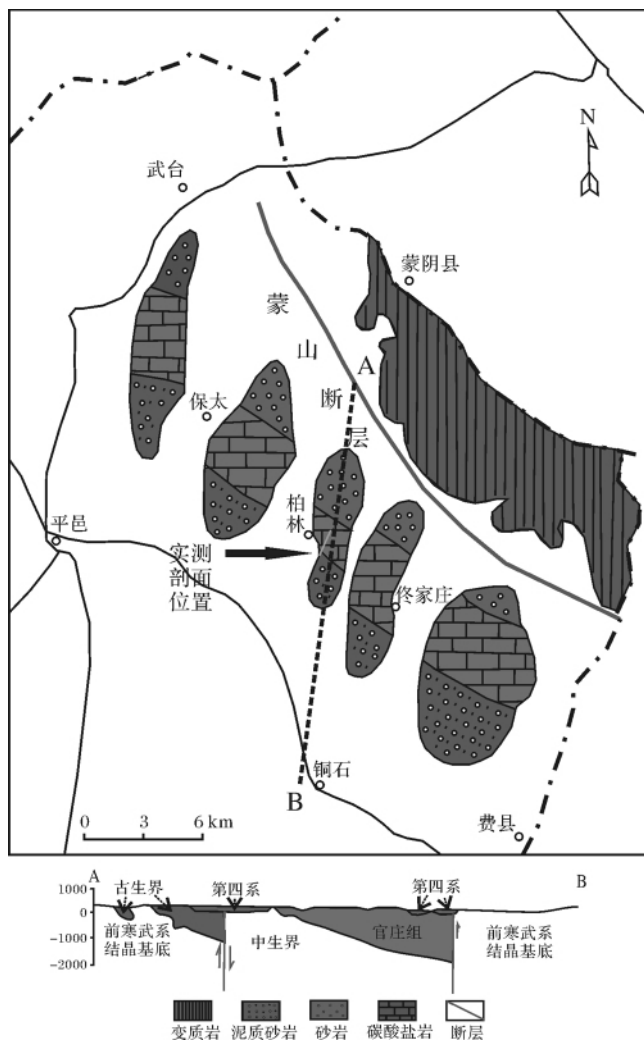 N
武台
蒙阴县
蒙
山
断
层
A
保太
柏
林
平邑
实测
剖面
位置
佟家庄
铜石
B
费县
0 3 6 km
A B
古生界 第四系 第四系
1000
0
-1000
-2000
前寒武系
结晶基底
中生界
官庄组
前寒武系
结晶基底
变质岩 泥质砂岩 砂岩 碳酸盐岩 断层